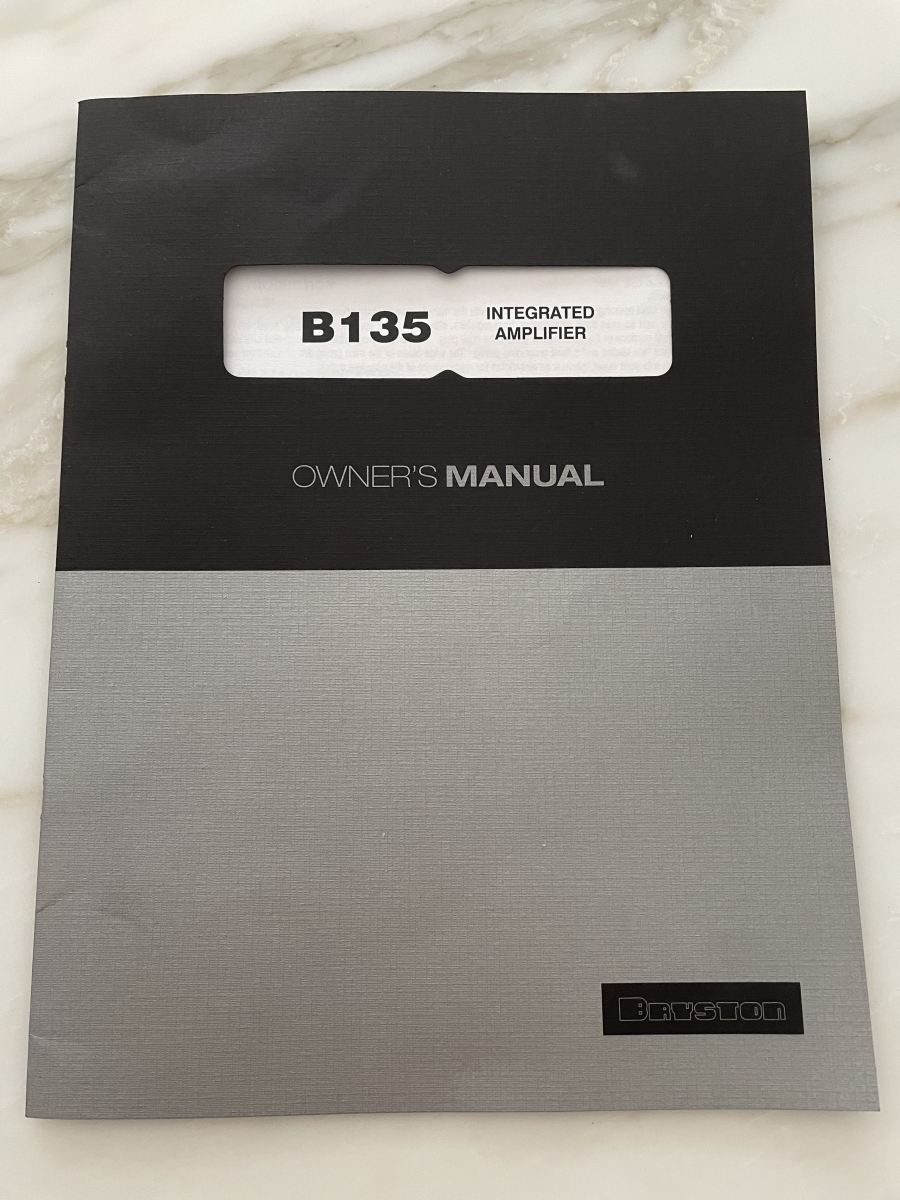 B135
INTEGRATED
AMPLIFIER
OWNER'S MANUAL
BRYSTON